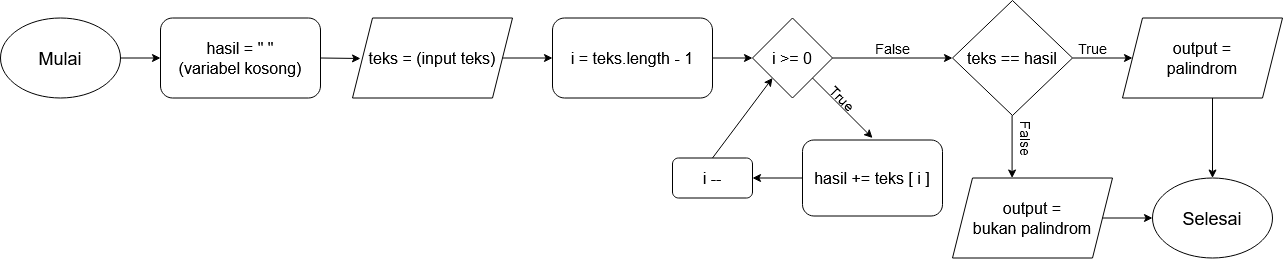 Mulai
hasil = " "
(variabel kosong)
teks = (input teks)
i = teks.length - 1
i >= 0
False
True
hasil += teks [ i ]
i --
teks == hasil
True
False
output =
palindrom
output =
bukan palindrom
Selesai